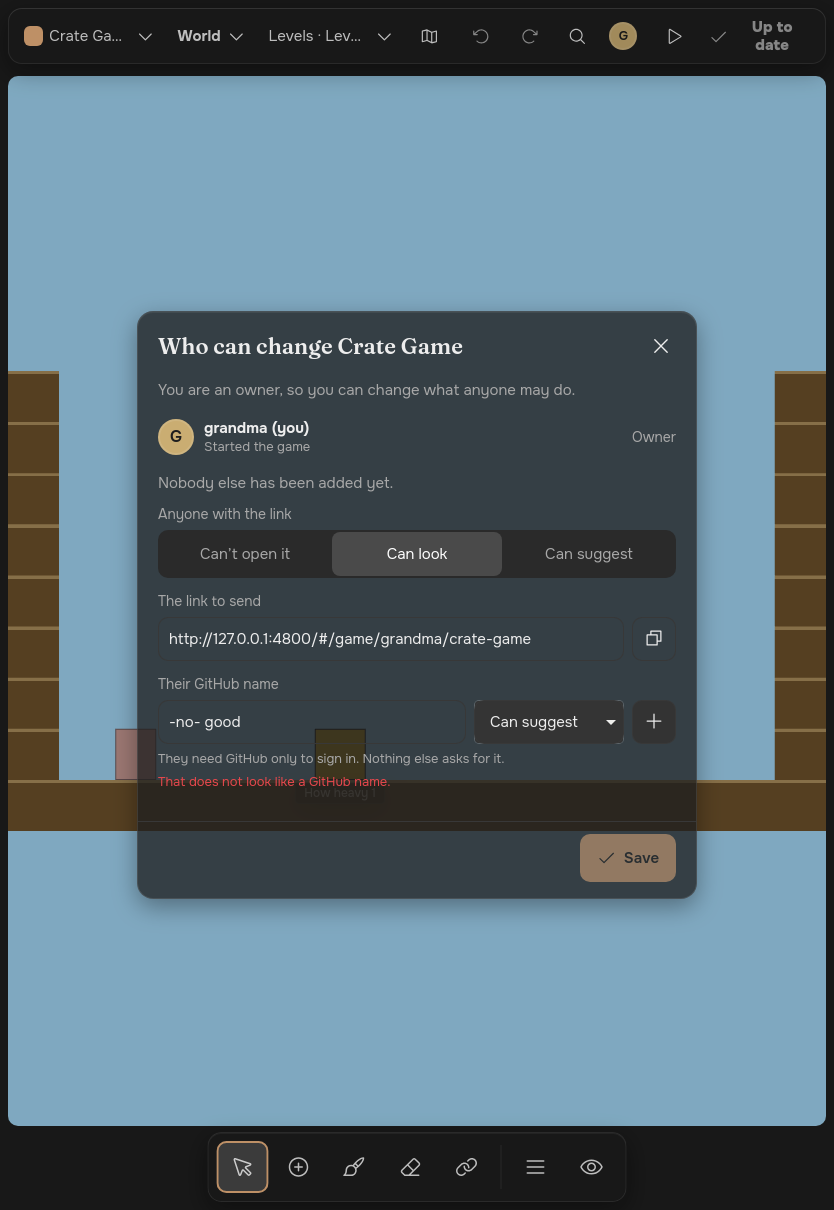 Crate Ga...
World
Levels · Lev...
G
Up to
date
Who can change Crate Game
You are an owner, so you can change what anyone may do.
G
grandma (you)
Owner
Started the game
Nobody else has been added yet.
Anyone with the link
Can't open it
Can look
Can suggest
The link to send
http://127.0.0.1:4800/#/game/grandma/crate-game
Their GitHub name
-no- good
Can suggest
They need GitHub only to sign in. Nothing else asks for it.
That does not look like a GitHub name.
How heavy 1
Save